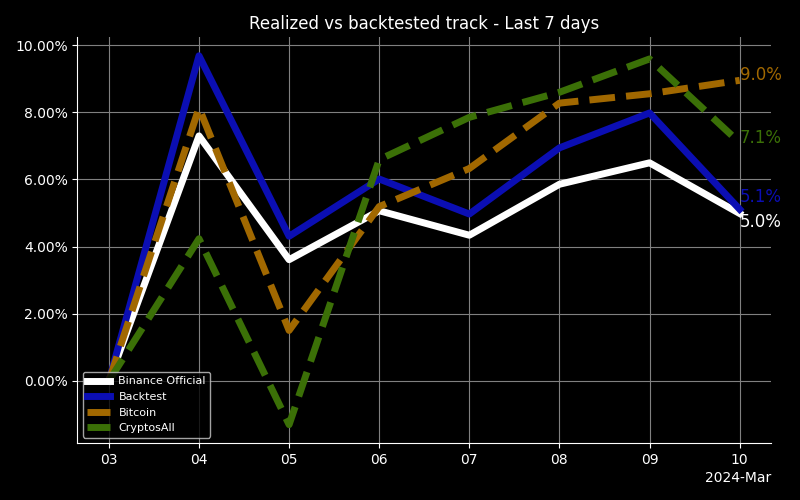 Realized vs backtested track - Last 7 days
10.00%
8.00%
6.00%
4.00%
2.00%
0.00%
9.0%
7.1%
5.1%
5.0%
Binance Official
Backtest
Bitcoin
CryptosAll
03 04 05 06 07 08 09 10
2024-Mar